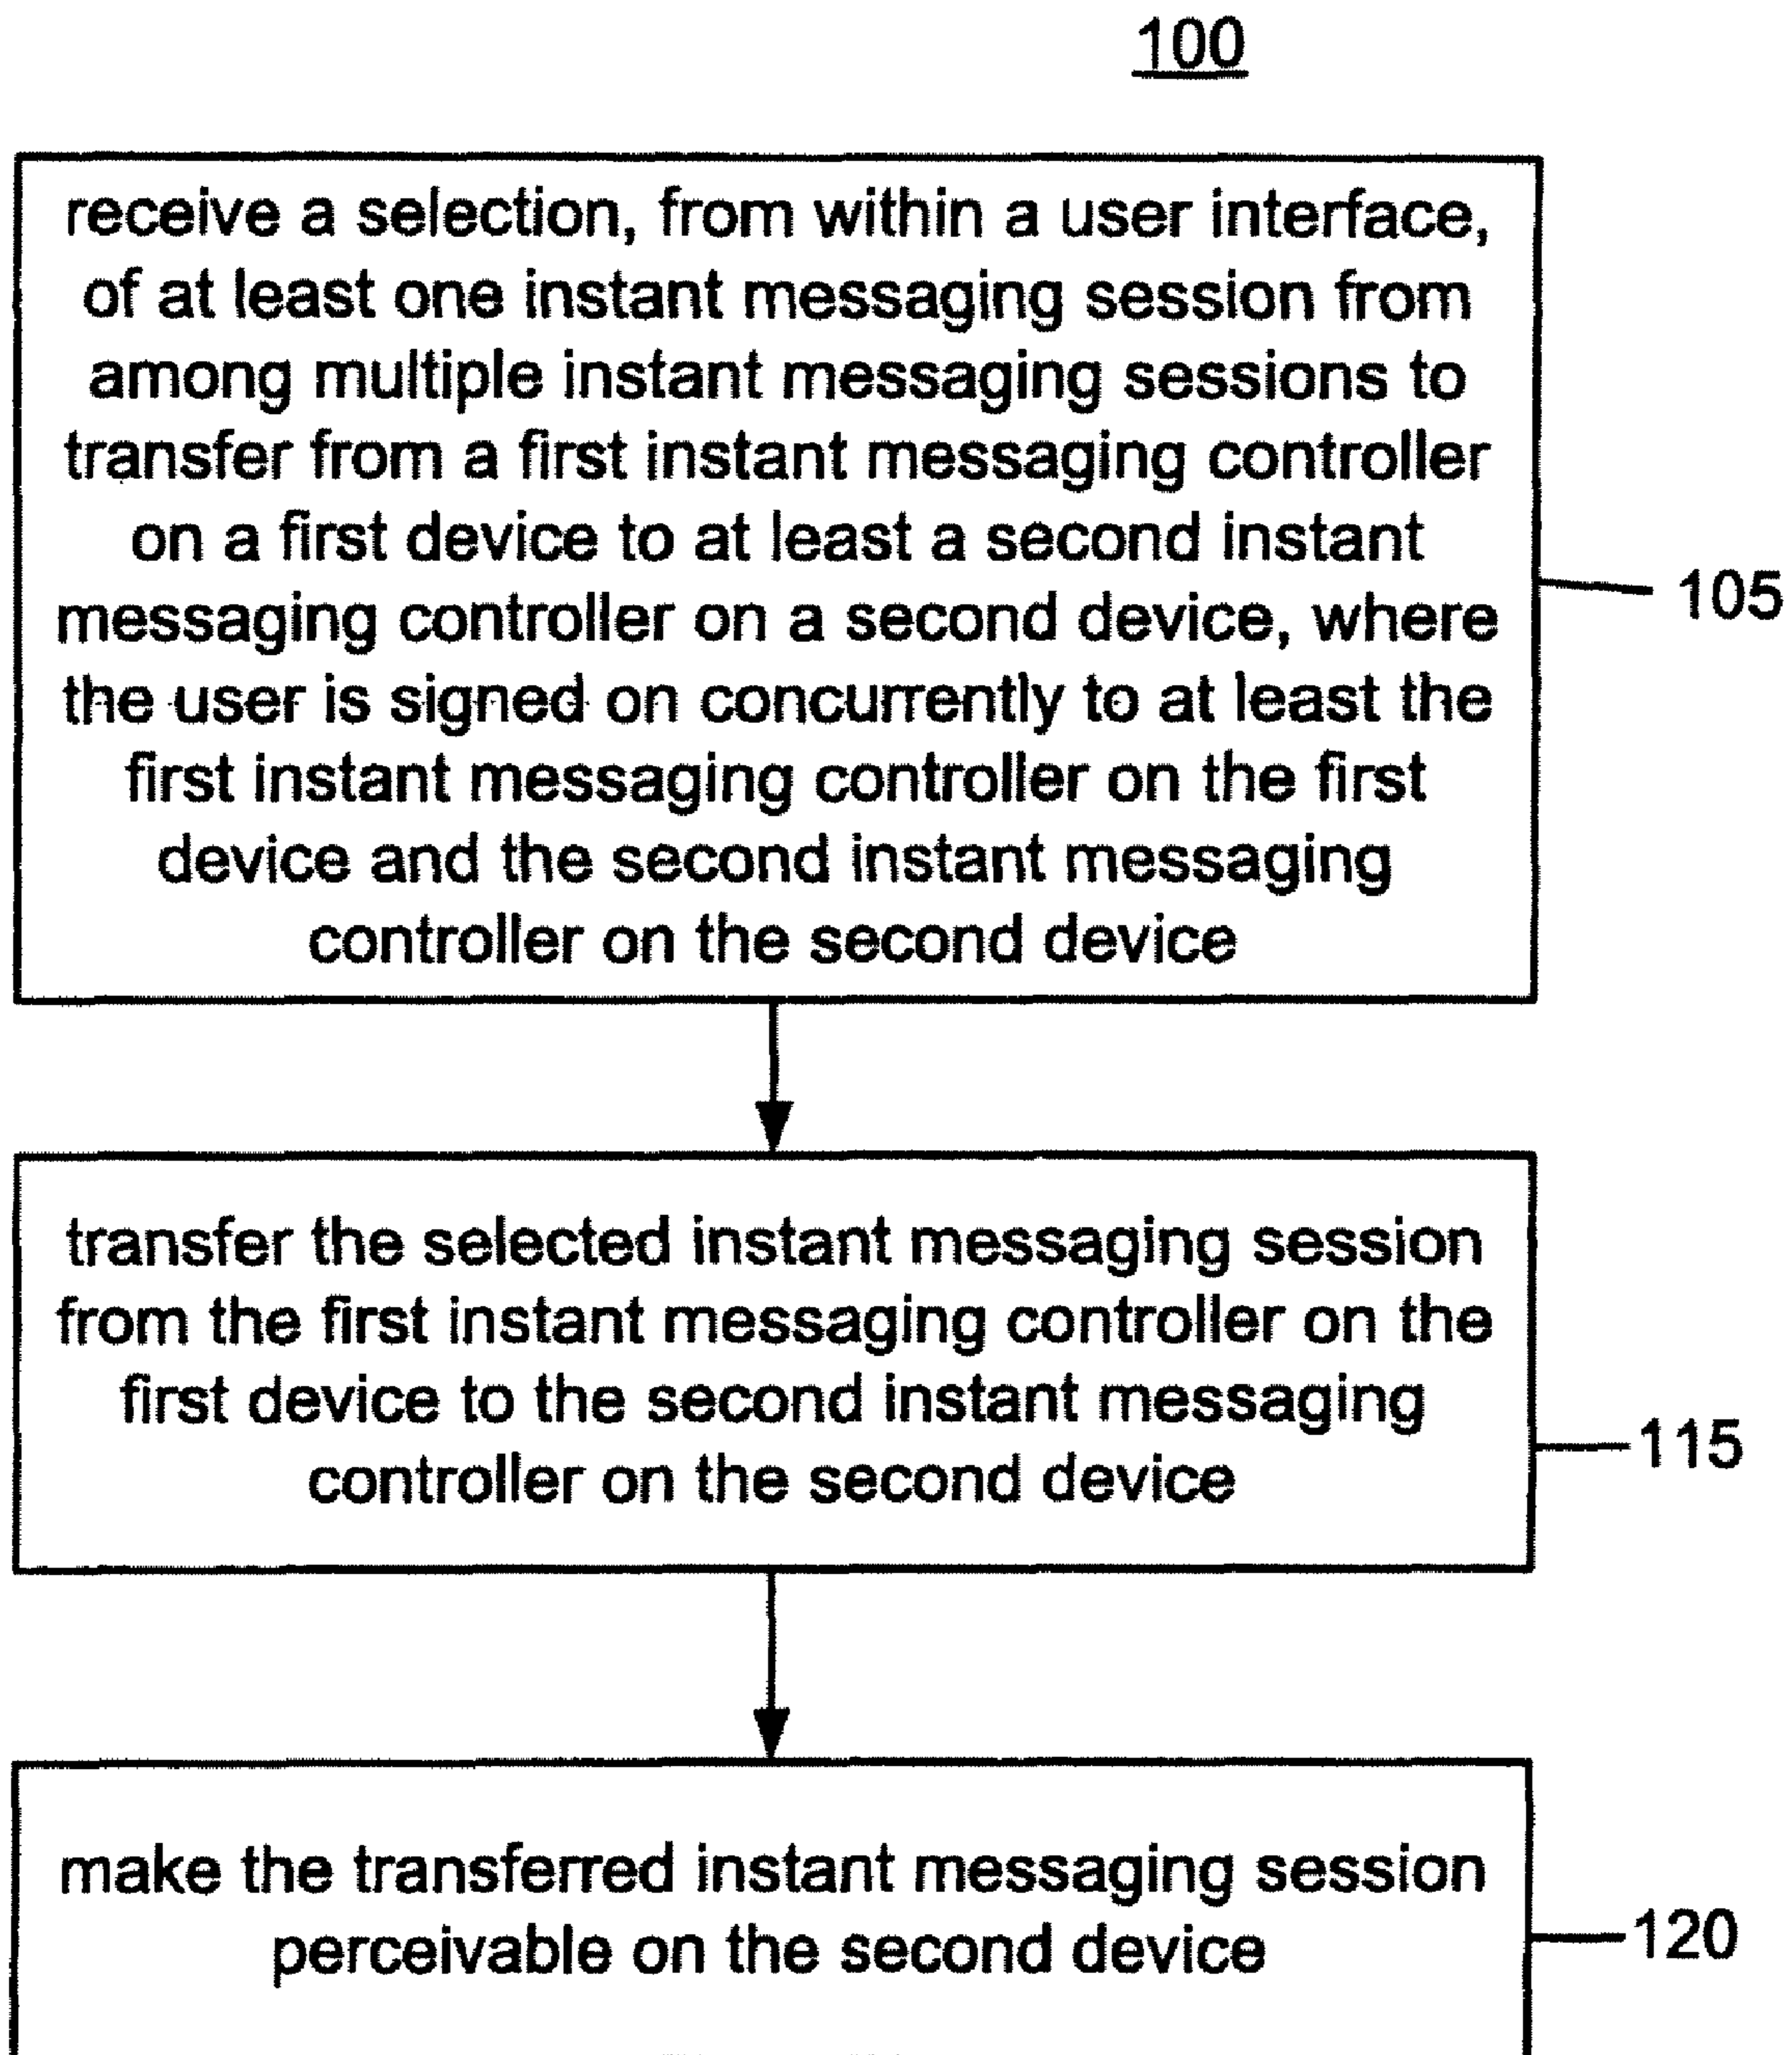 100
receive a selection, from within a user interface,
of at least one instant messaging session from
among multiple instant messaging sessions to
transfer from a first instant messaging controller
on a first device to at least a second instant
messaging controller on a second device, where
the user is signed on concurrently to at least the
first instant messaging controller on the first
device and the second instant messaging
controller on the second device
105
transfer the selected instant messaging session
from the first instant messaging controller on the
first device to the second instant messaging
controller on the second device
115
make the transferred instant messaging session
perceivable on the second device
120